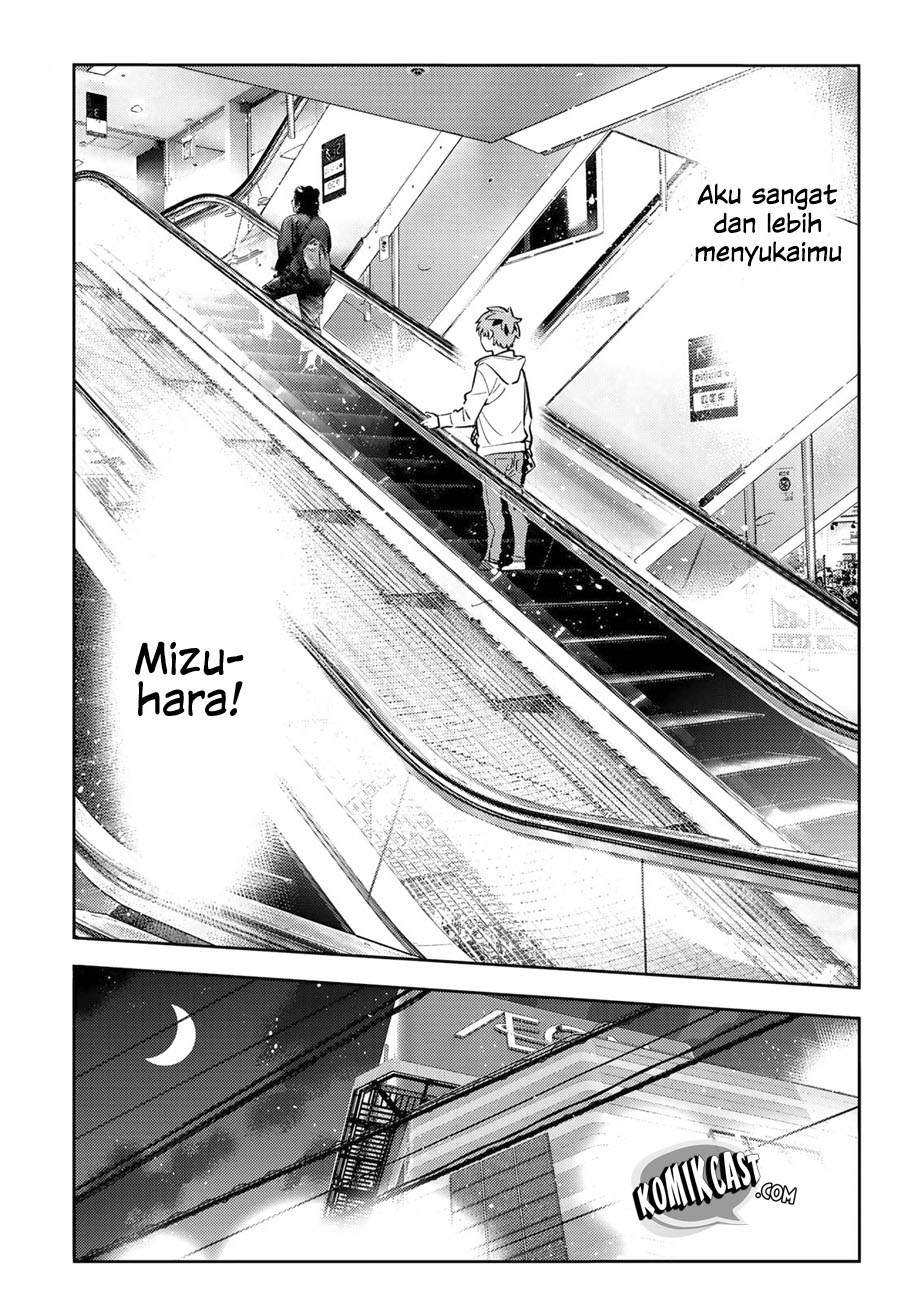 Aku sangat
dan lebih
menyukaimu
Mizu-
hara!
KOMIKCAST
.COM